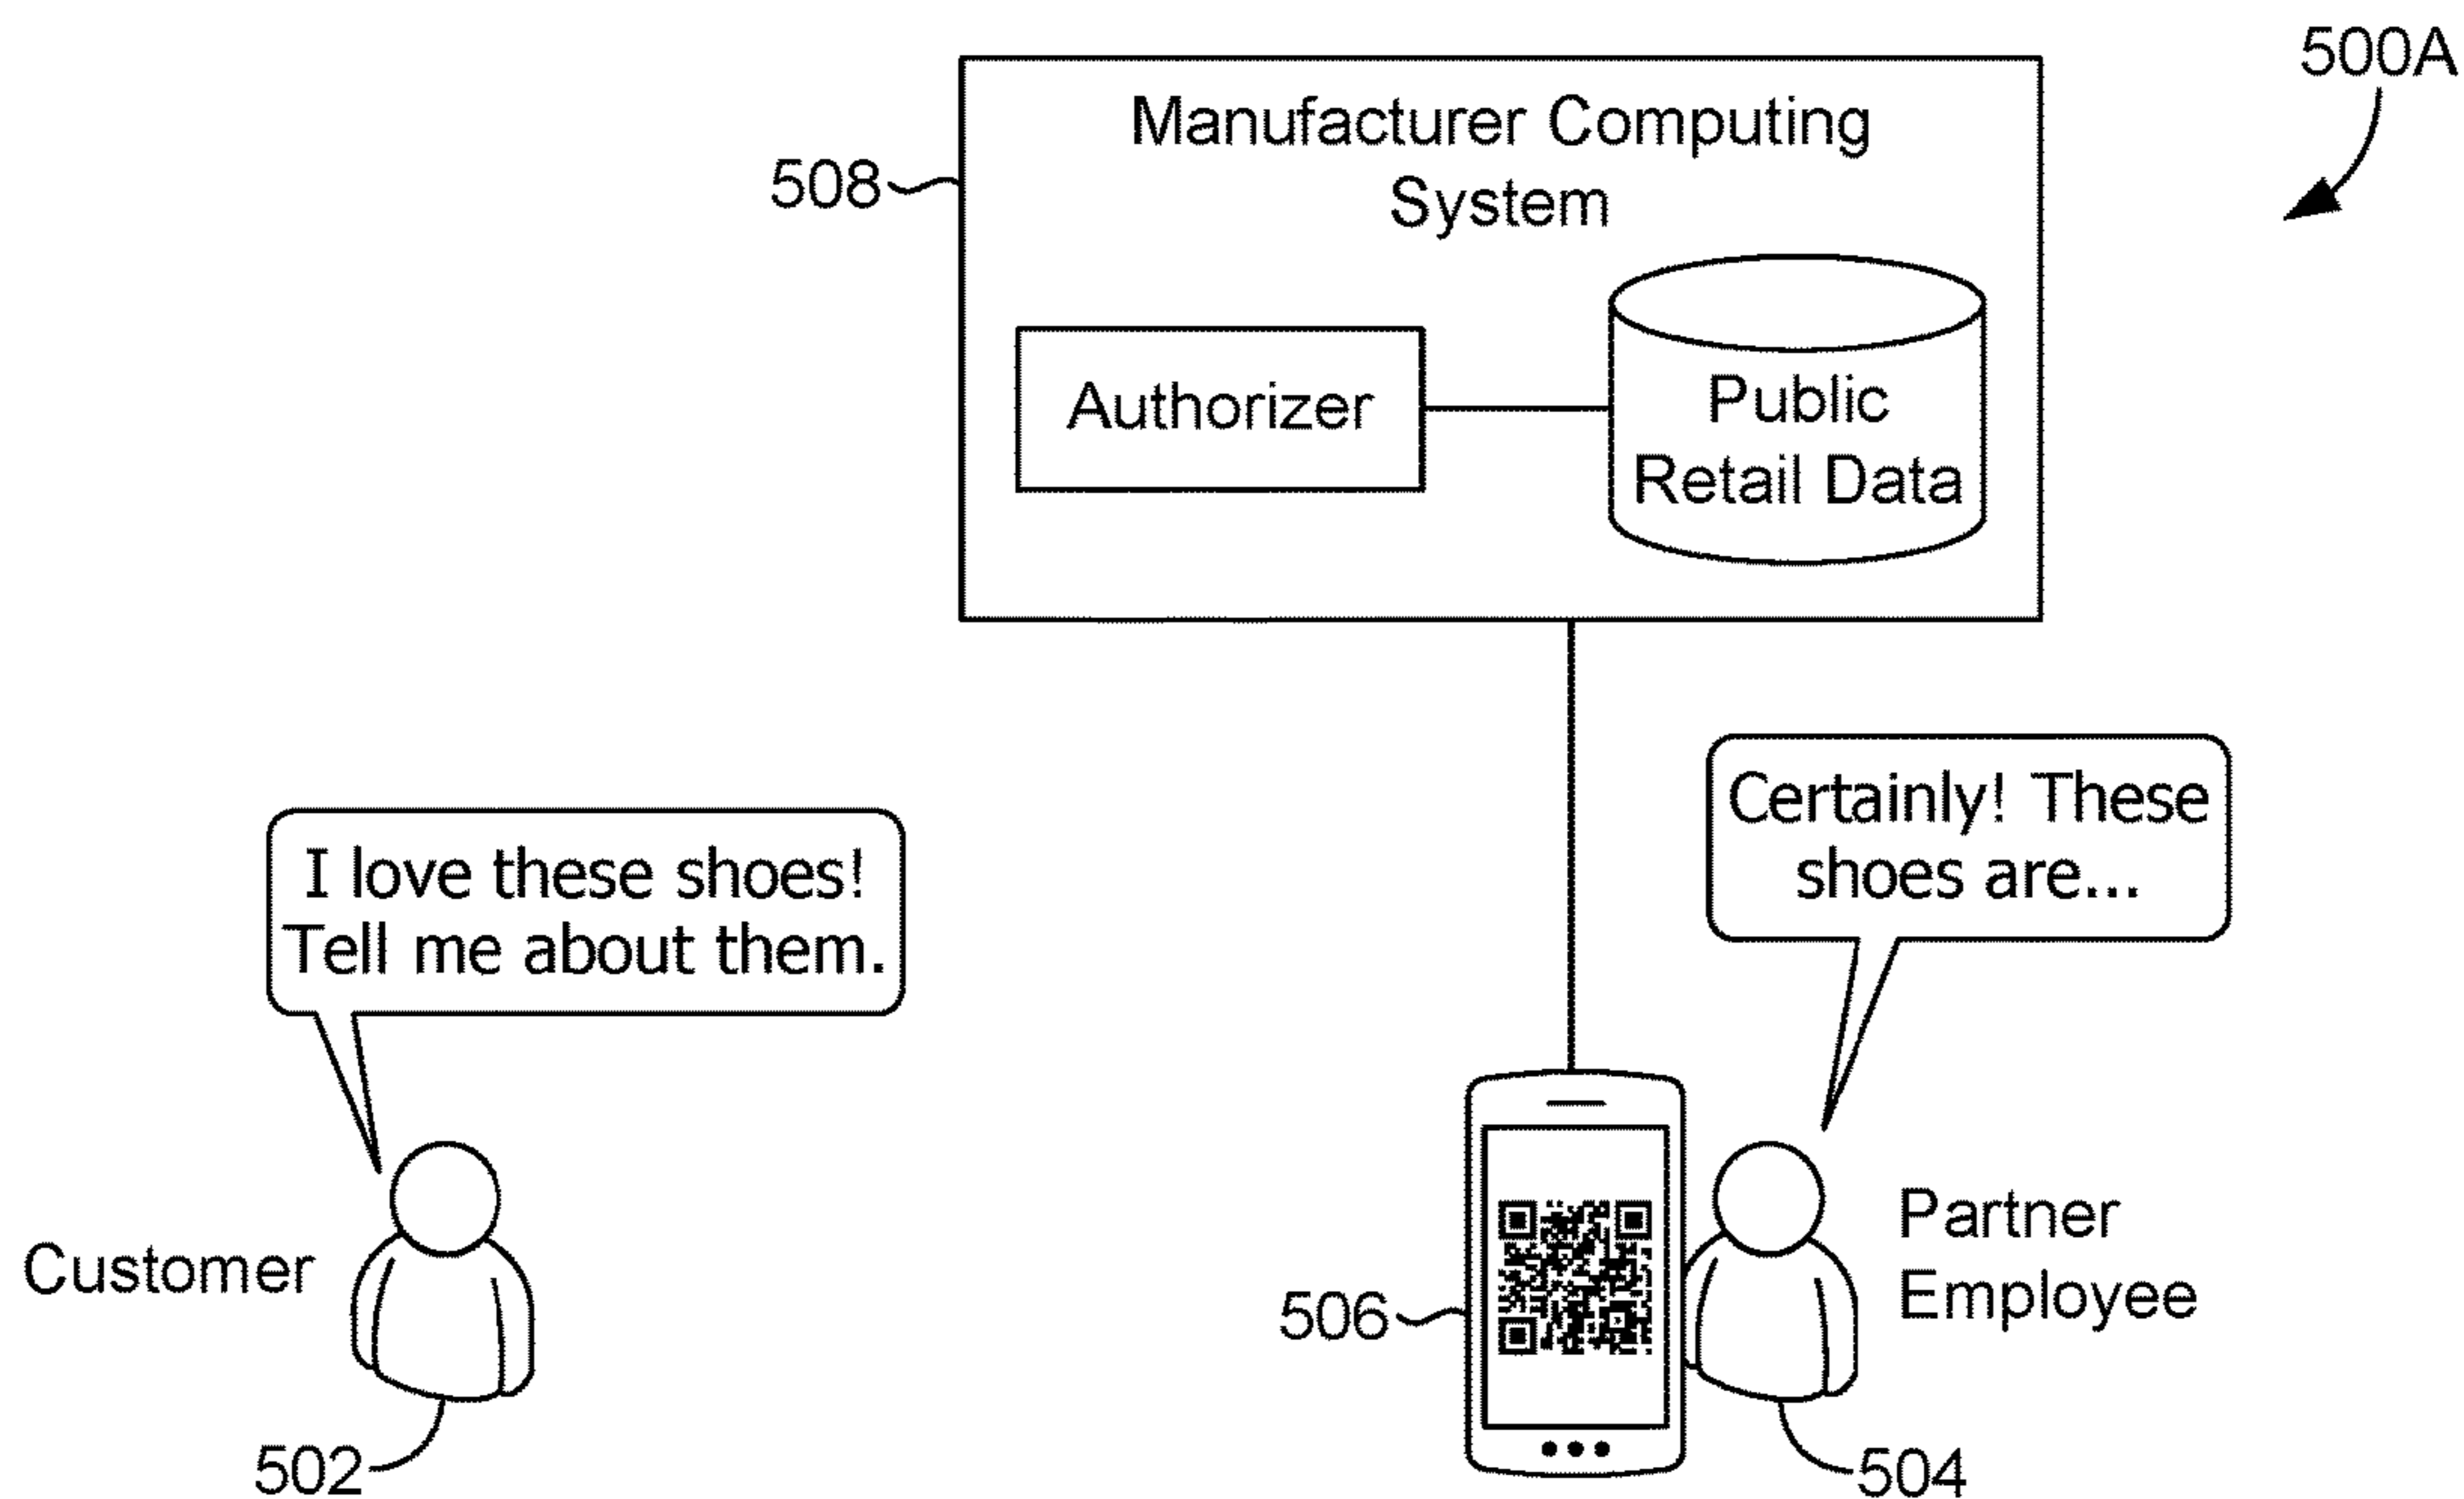 500A
Manufacturer Computing
System
508
Authorizer
Public
Retail Data
Certainly! These
shoes are...
I love these shoes!
Tell me about them.
Customer
Partner
Employee
506
502
504